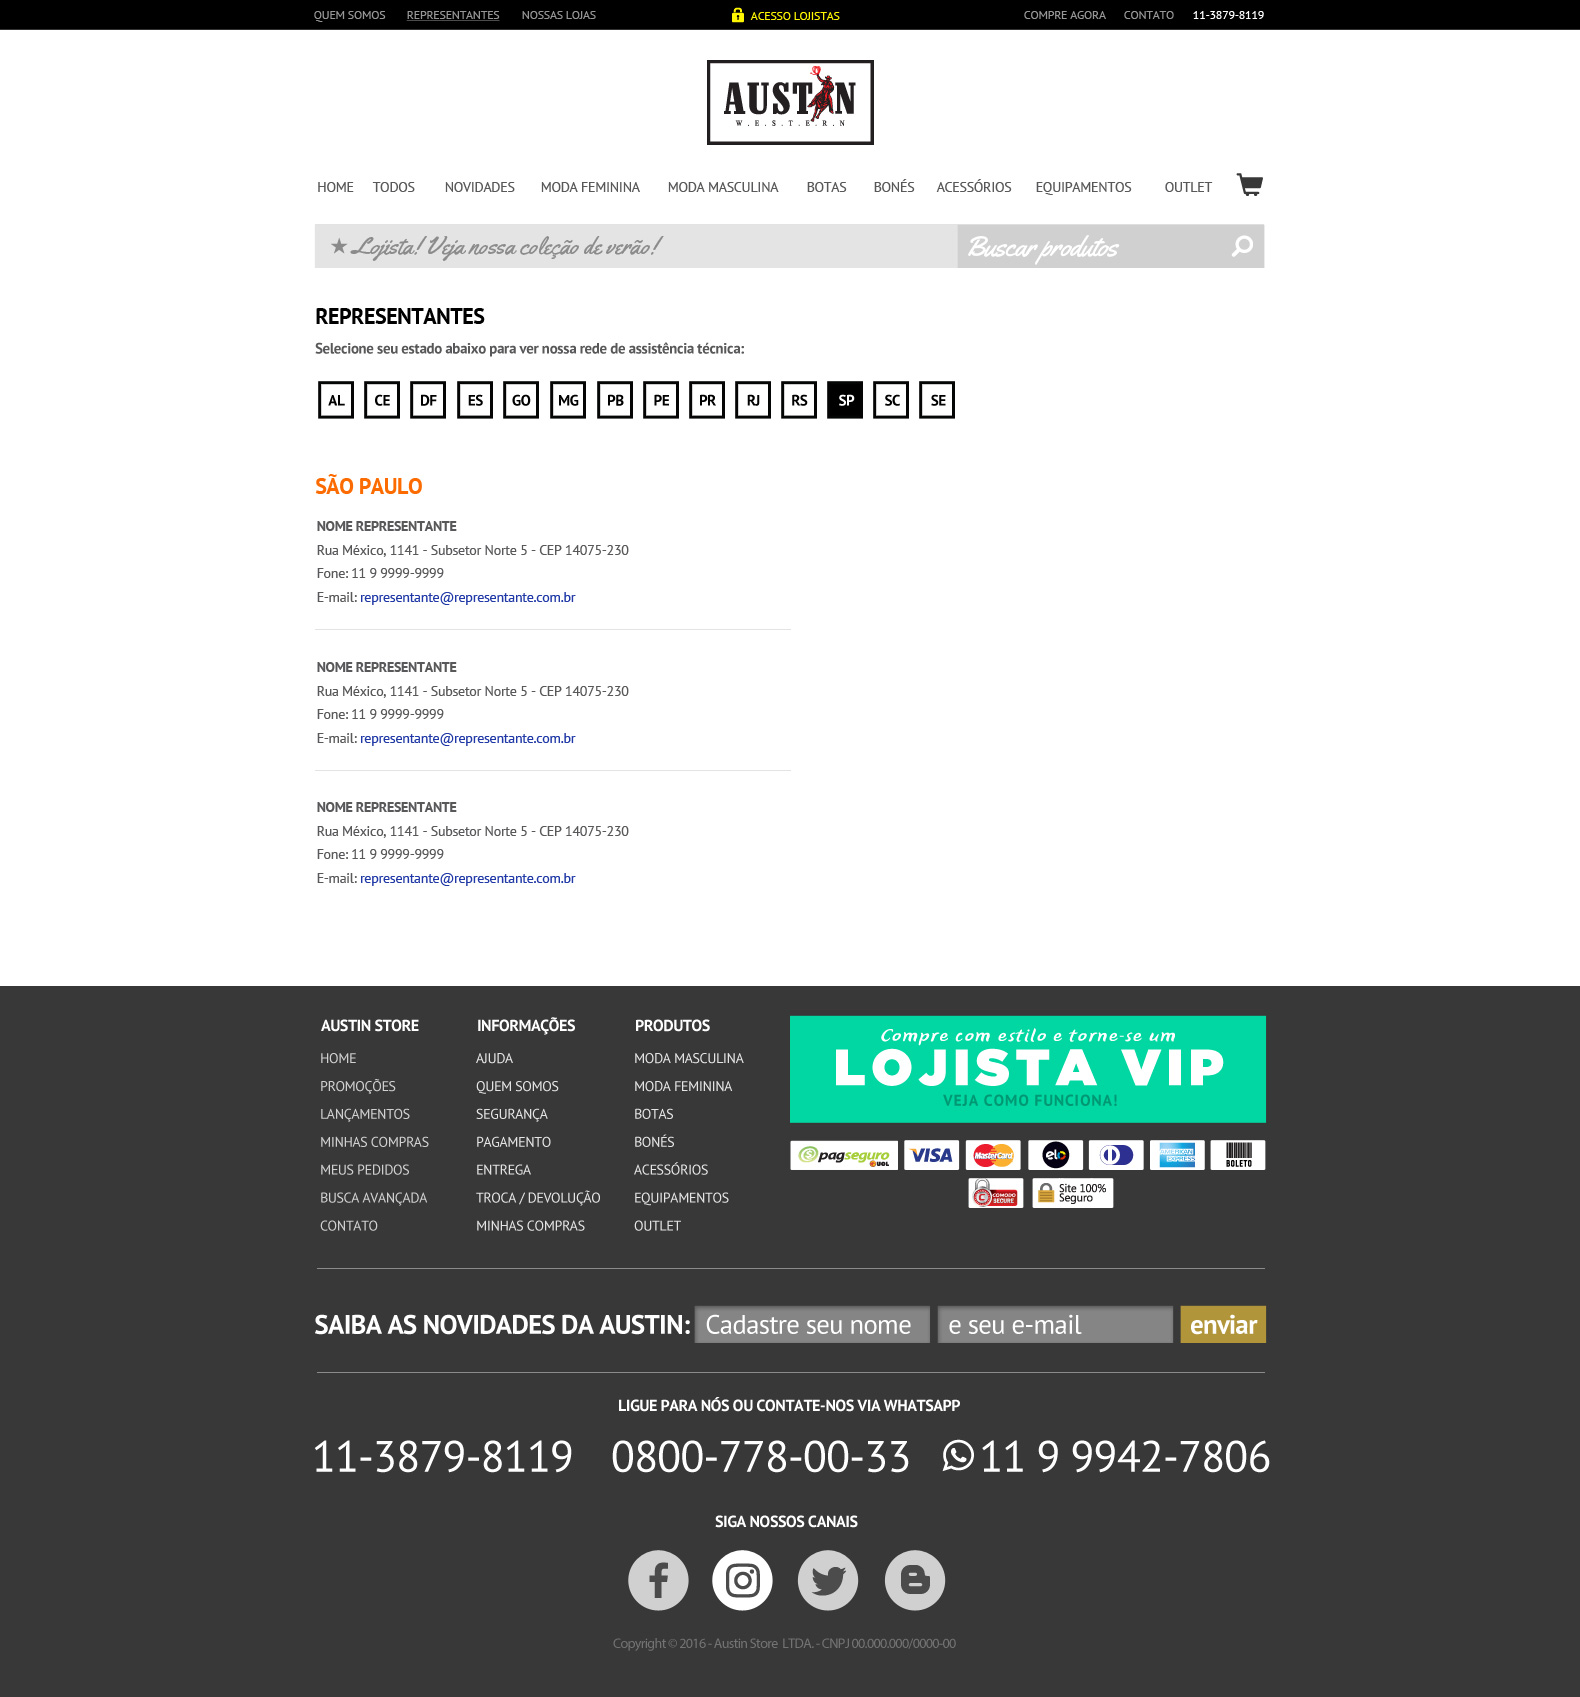 QUEM SOMOS REPRESENTANTES NOSSAS LOJAS ACESSO LOJISTAS COMPRE AGORA CONTATO 11-3879-8119
AUSTIN
W.E.S.T.E.R.N
HOME TODOS NOVIDADES MODA FEMININA MODA MASCULINA BOTAS BONÉS ACESSÓRIOS EQUIPAMENTOS OUTLET
★ Lojista! Veja nossa coleção de verão! Buscar produtos
REPRESENTANTES
Selecione seu estado abaixo para ver nossa rede de assistência técnica:
AL CE DF ES GO MG PB PE PR RJ RS SP SC SE
SÃO PAULO
NOME REPRESENTANTE
Rua México, 1141 - Subsetor Norte 5 - CEP 14075-230
Fone: 11 9 9999-9999
E-mail: representante@representante.com.br
NOME REPRESENTANTE
Rua México, 1141 - Subsetor Norte 5 - CEP 14075-230
Fone: 11 9 9999-9999
E-mail: representante@representante.com.br
NOME REPRESENTANTE
Rua México, 1141 - Subsetor Norte 5 - CEP 14075-230
Fone: 11 9 9999-9999
E-mail: representante@representante.com.br
AUSTIN STORE
HOME
PROMOÇÕES
LANÇAMENTOS
MINHAS COMPRAS
MEUS PEDIDOS
BUSCA AVANÇADA
CONTATO
INFORMAÇÕES
AJUDA
QUEM SOMOS
SEGURANÇA
PAGAMENTO
ENTREGA
TROCA / DEVOLUÇÃO
MINHAS COMPRAS
PRODUTOS
MODA MASCULINA
MODA FEMININA
BOTAS
BONÉS
ACESSÓRIOS
EQUIPAMENTOS
OUTLET
Compre com estilo e torne-se um
LOJISTA VIP
VEJA COMO FUNCIONA!
pagseguro UOL VISA MasterCard elo AMERICAN EXPRESS BOLETO
COMODO SECURE Site 100% Seguro
SAIBA AS NOVIDADES DA AUSTIN: Cadastre seu nome e seu e-mail enviar
LIGUE PARA NÓS OU CONTATE-NOS VIA WHATSAPP
11-3879-8119 0800-778-00-33 11 9 9942-7806
SIGA NOSSOS CANAIS
Copyright © 2016 - Austin Store LTDA. - CNPJ 00.000.000/0000-00